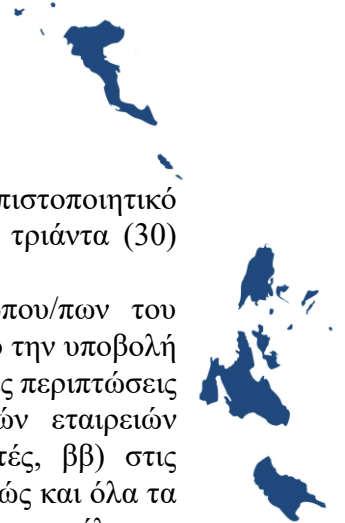 πιστοποιητικό
τριάντα (30)
που/πων του
την υποβολή
ς περιπτώσεις
ών εταιρειών
τές, ββ) στις
ώς και όλα τα